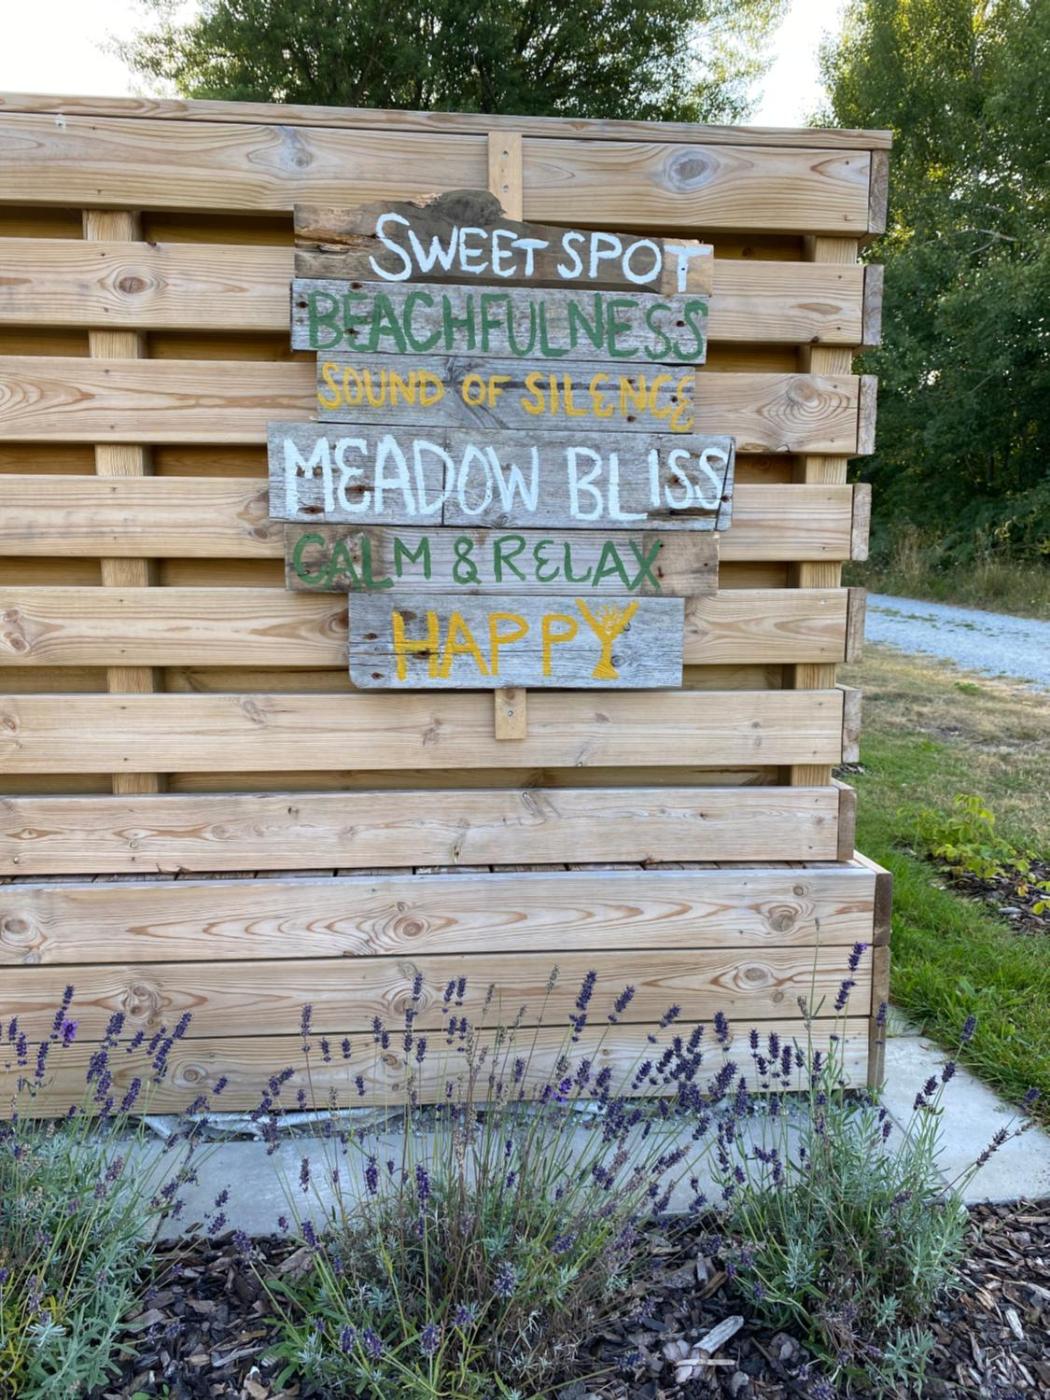 SWEET SPOT
BEACHFULNESS
SOUND OF SILENCE
MEADOW BLISS
CALM & RELAX
HAPPY